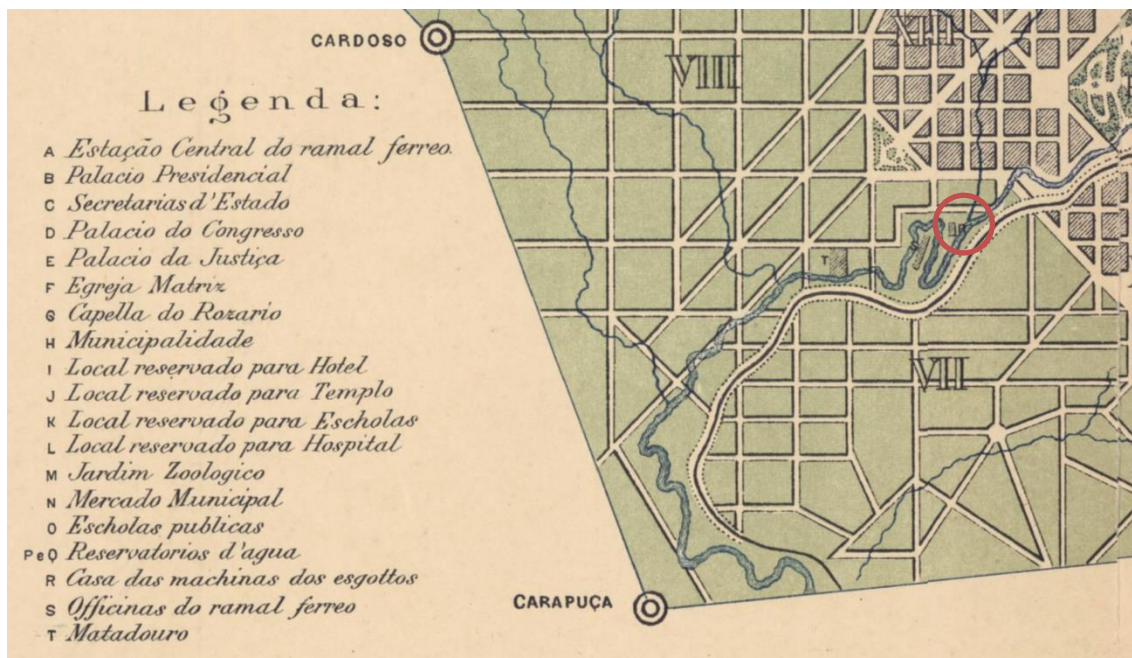 CARDOSO
XIII
VIII
Legenda:
A Estação Central do ramal ferreo.
B Palacio Presidencial
C Secretarias d'Estado
D Palacio do Congresso
E Palacio da Justiça
F Egreja Matriz
G Capella do Rozario
H Municipalidade
I Local reservado para Hotel
J Local reservado para Templo
K Local reservado para Escholas
L Local reservado para Hospital
M Jardim Zoologico
N Mercado Municipal
O Escholas publicas
P e Q Reservatorios d'agua
R Casa das machinas dos esgottos
S Officinas do ramal ferreo
T Matadouro
R
T
VII
CARAPUÇA